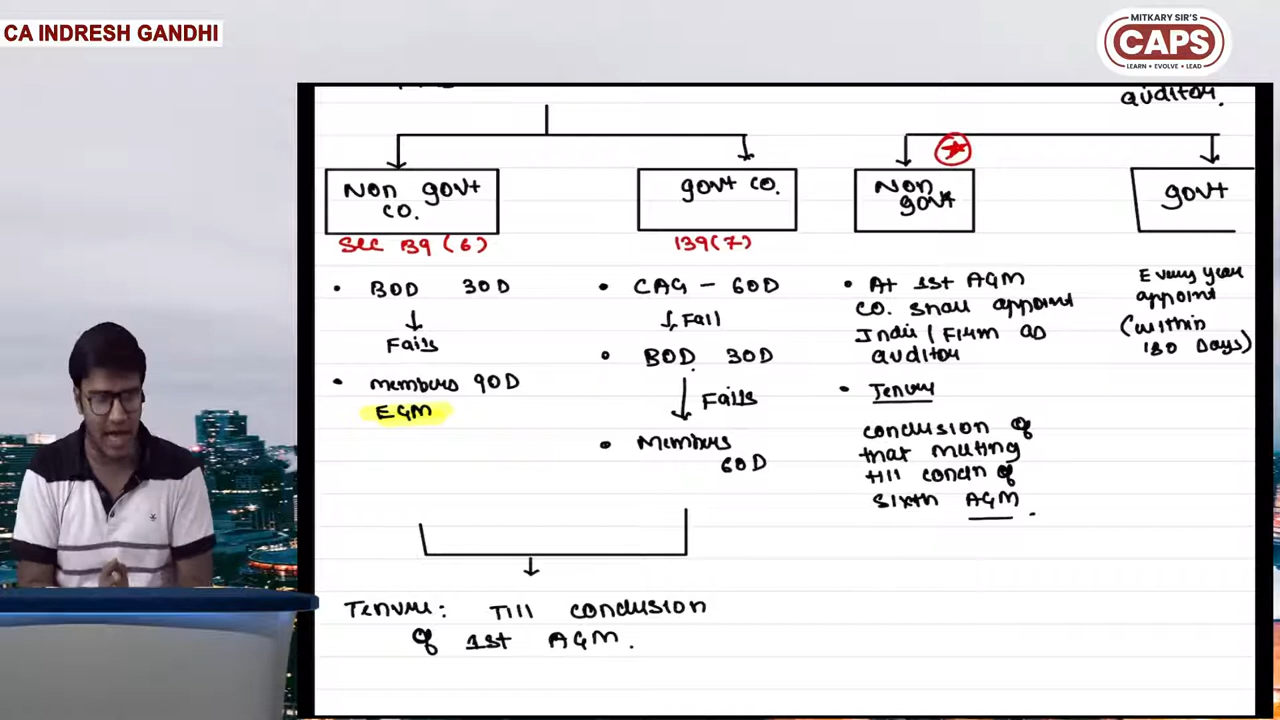 CA INDRESH GANDHI
MITKARY SIR'S
CAPS
LEARN • EVOLVE • LEAD
auditor.
Non govt
co.
Sec 139 (6)
• BOD 30D
Fails
• members 90D
EGM
govt co.
139(7)
• CAG - 60D
Fail
• BOD 30D
Fails
• Members
60D
Tenure: Till conclusion
of 1st AGM.
Non
govt
• At 1st AGM
co. shall appoint
Indiv / Firm as
auditor
• Tenure
conclusion of
that meeting
till concln of
sixth AGM.
govt
Every year
appoint
(within
180 Days)